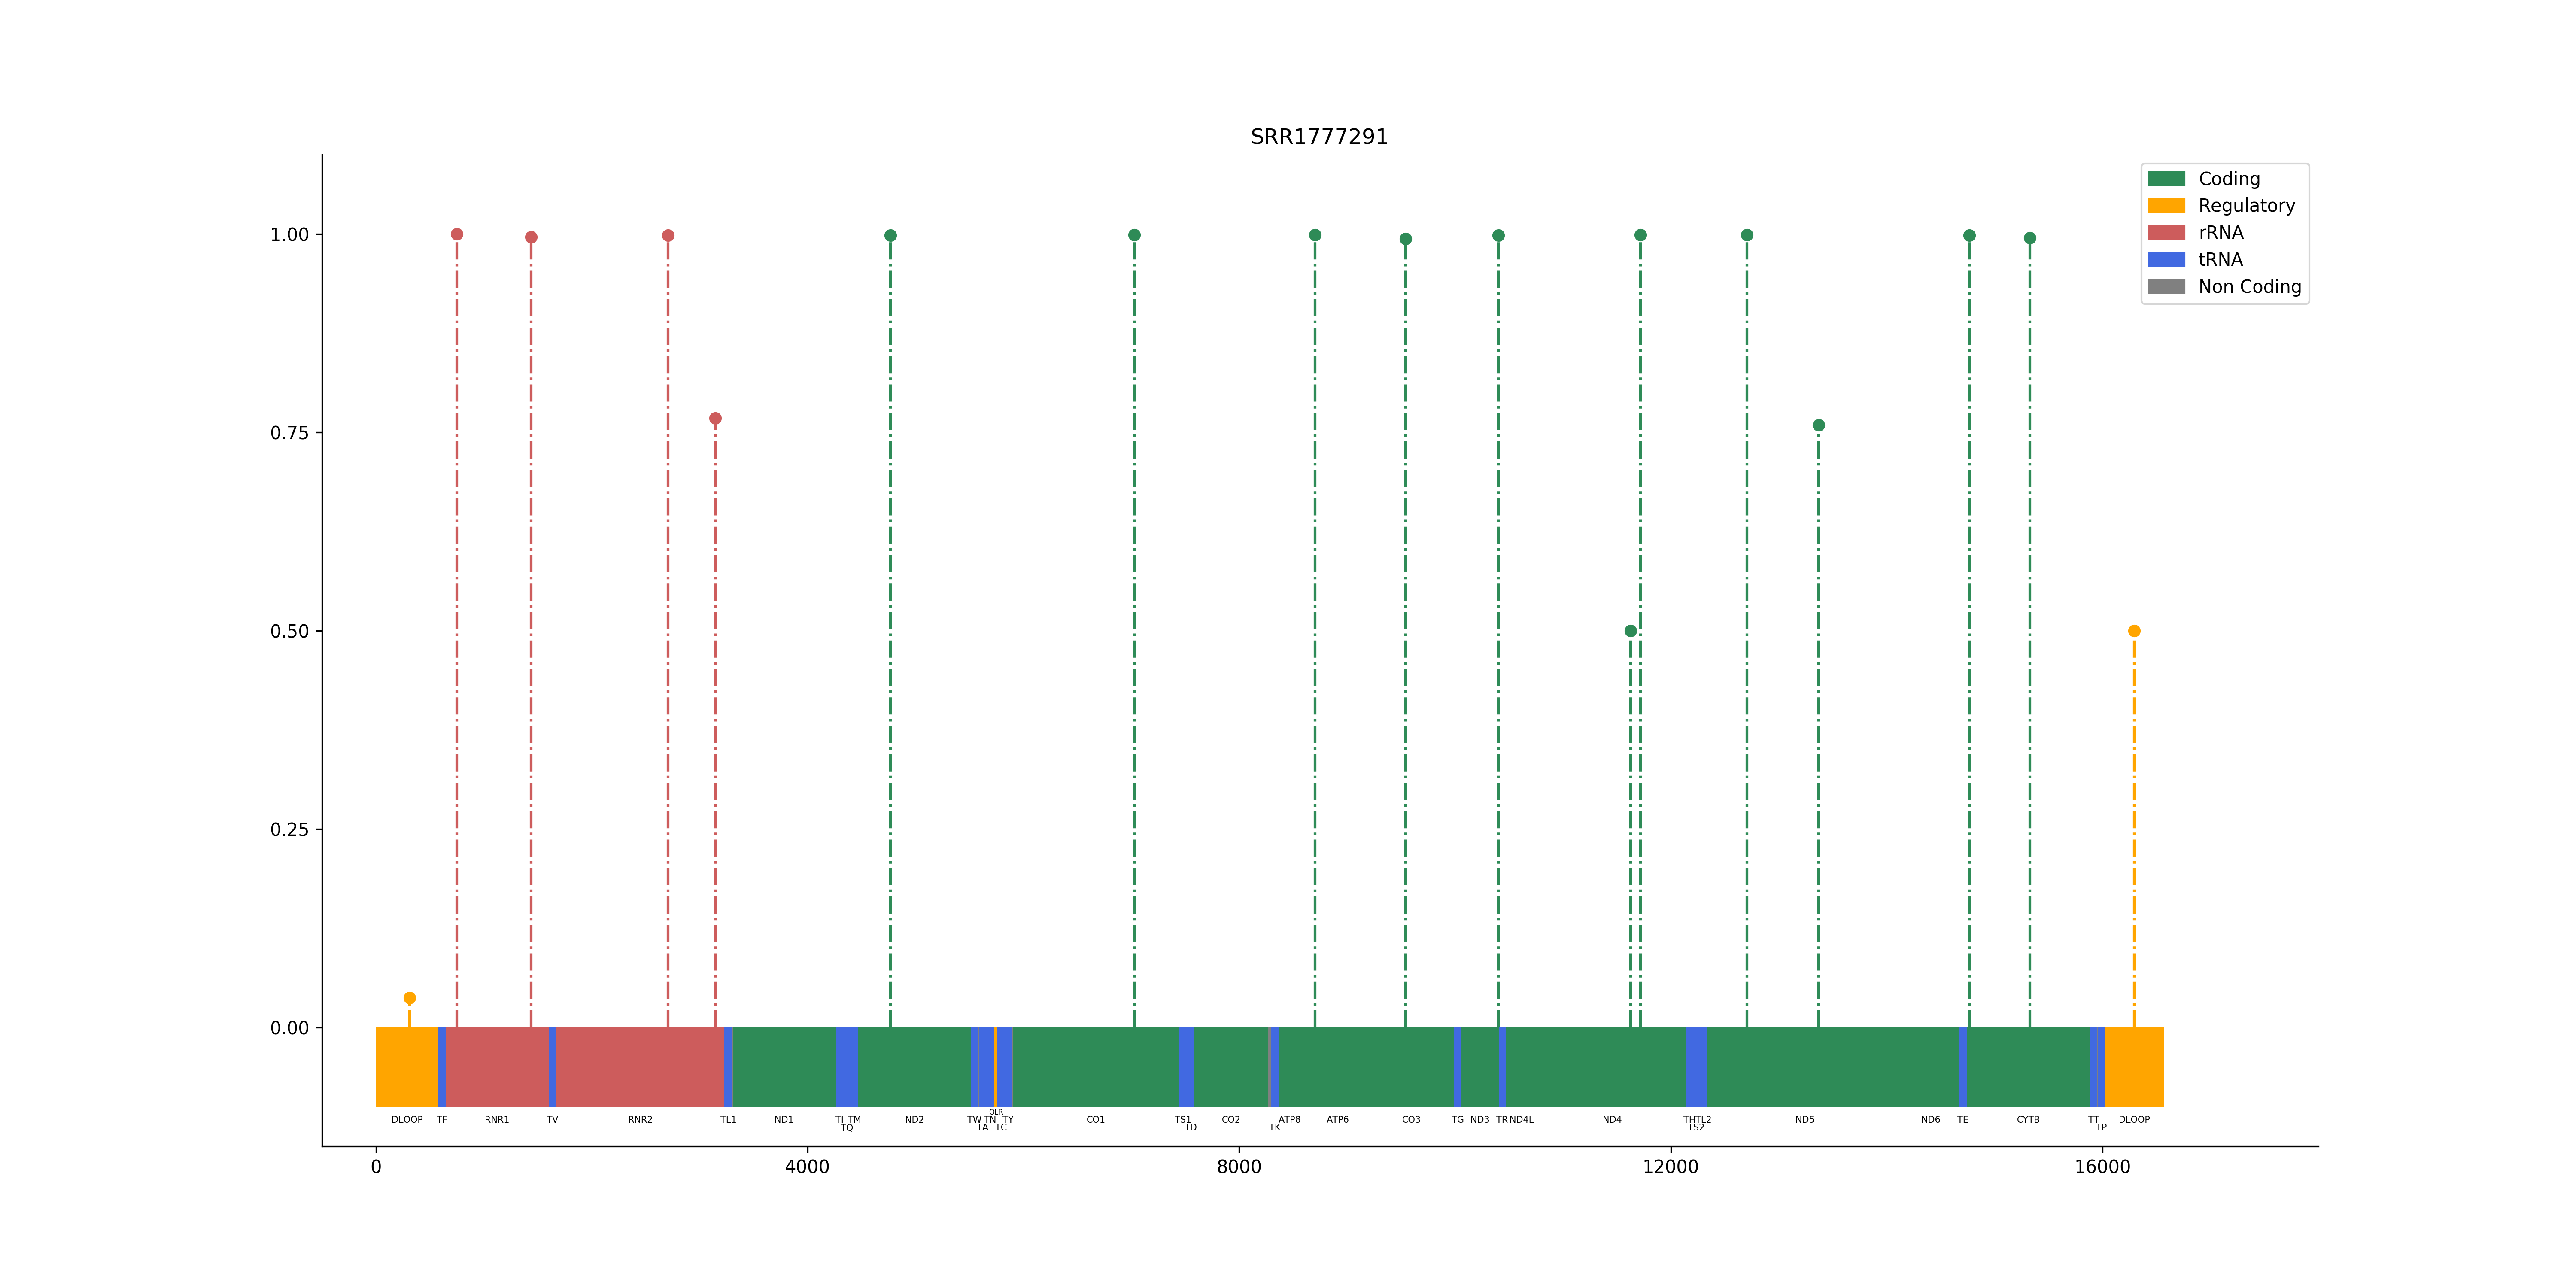 SRR1777291
Coding
Regulatory
rRNA
tRNA
Non Coding
1.00
0.75
0.50
0.25
0.00
OLR
DLOOP TF RNR1 TV RNR2 TL1 ND1 TI TM ND2 TW TN TY CO1 TS1 CO2 ATP8 ATP6 CO3 TG ND3 TR ND4L ND4 TH TL2 ND5 ND6 TE CYTB TT DLOOP
TQ TA TC TD TK TS2 TP
0 4000 8000 12000 16000